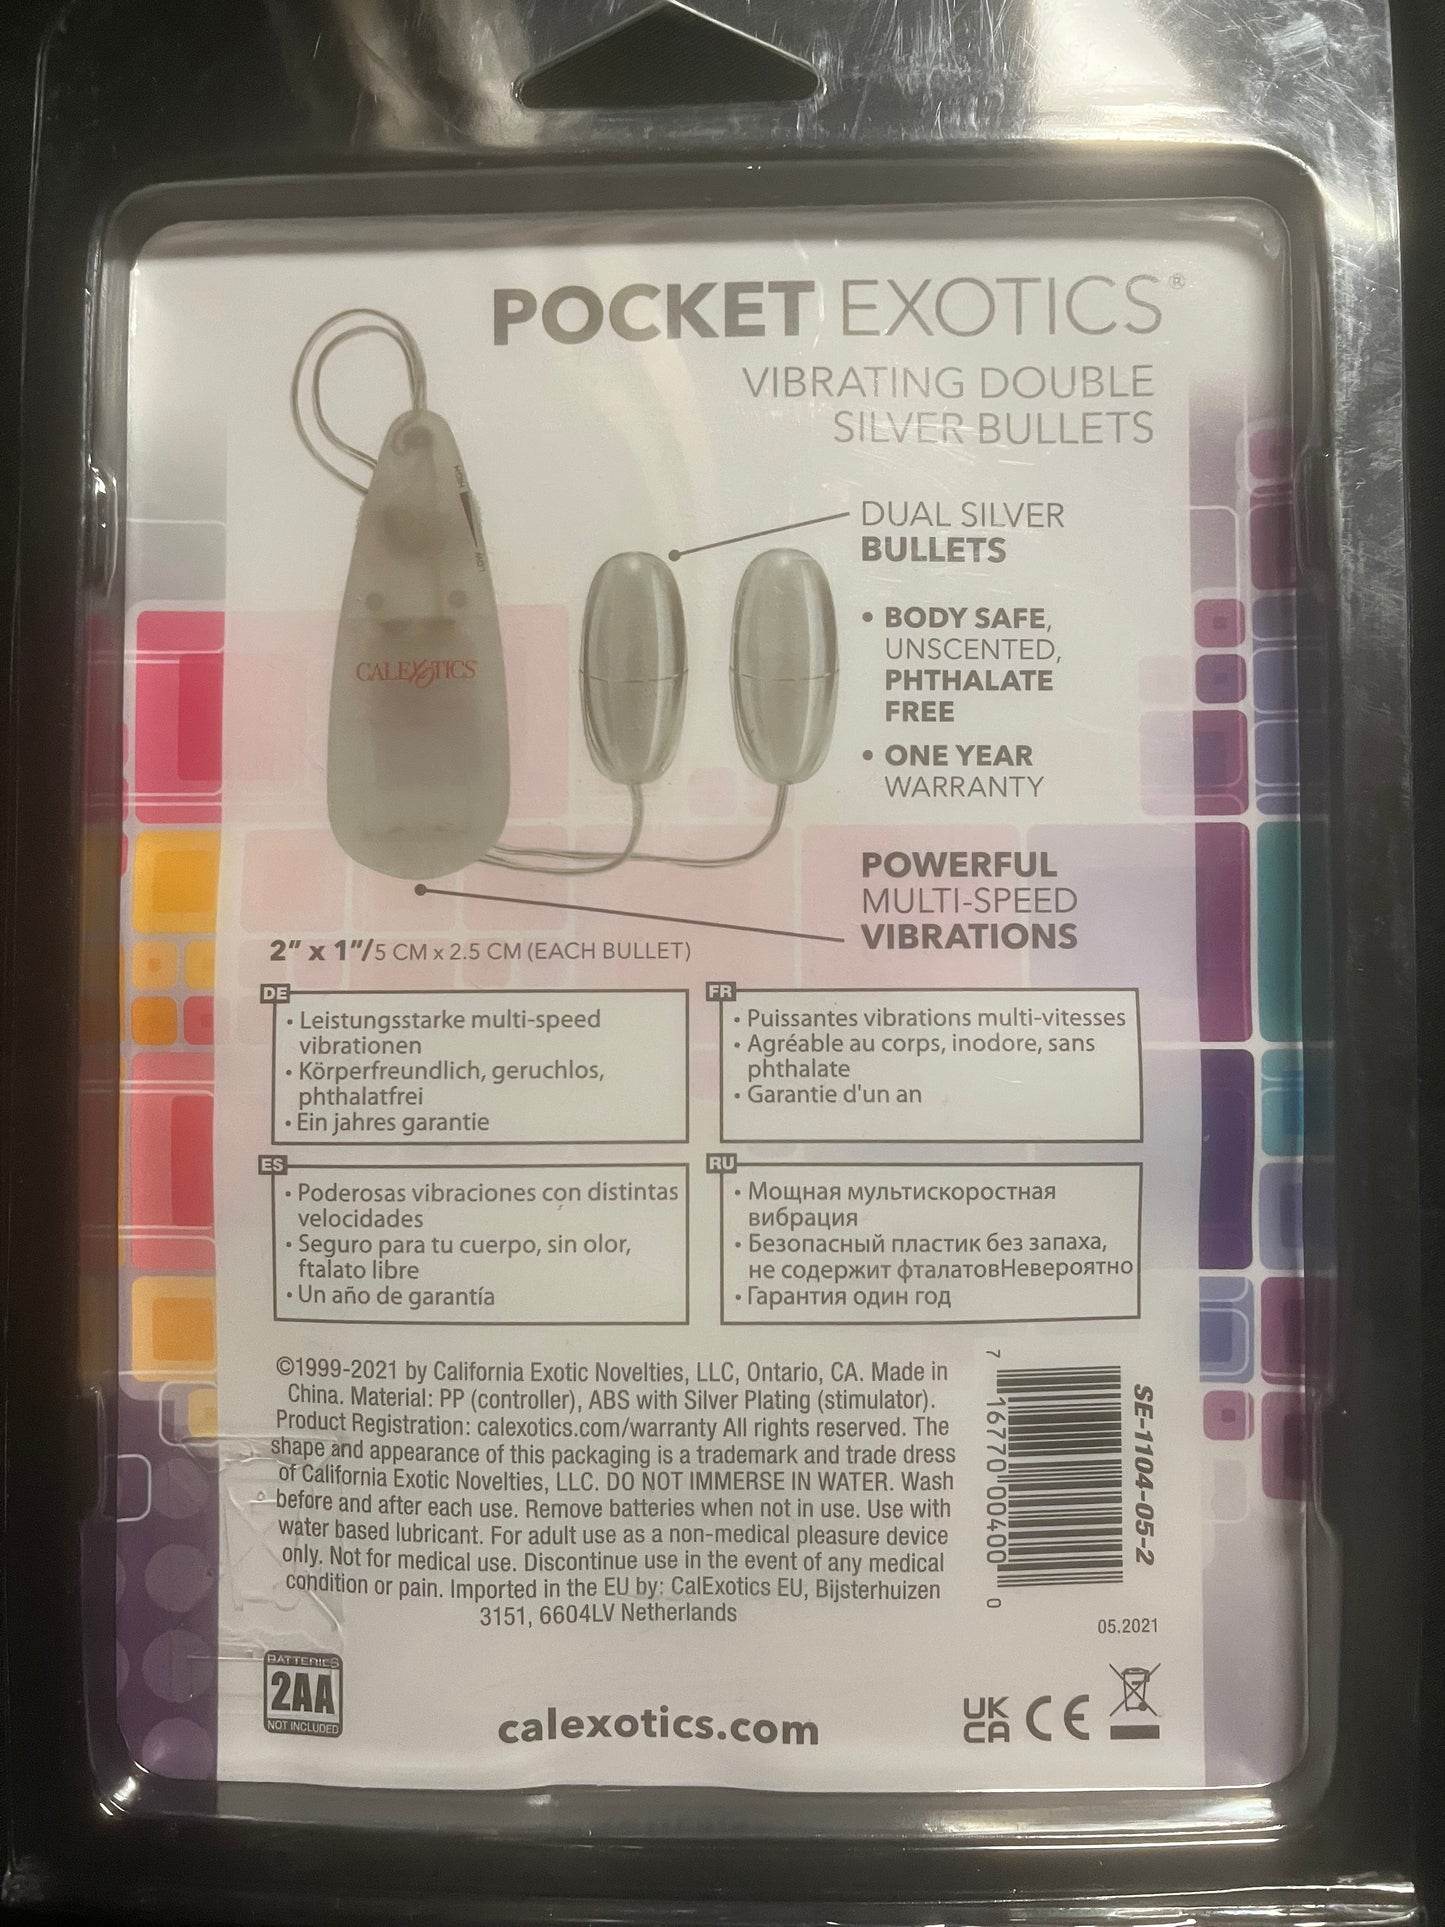 POCKET EXOTICS®
VIBRATING DOUBLE
SILVER BULLETS
HIGH
LOW
CALEXOTICS
DUAL SILVER
BULLETS
• BODY SAFE,
UNSCENTED,
PHTHALATE
FREE
• ONE YEAR
WARRANTY
POWERFUL
MULTI-SPEED
VIBRATIONS
2" x 1"/5 CM x 2.5 CM (EACH BULLET)
DE
• Leistungsstarke multi-speed
vibrationen
• Körperfreundlich, geruchlos,
phthalatfrei
• Ein jahres garantie
FR
• Puissantes vibrations multi-vitesses
• Agréable au corps, inodore, sans
phthalate
• Garantie d'un an
ES
• Poderosas vibraciones con distintas
velocidades
• Seguro para tu cuerpo, sin olor,
ftalato libre
• Un año de garantía
RU
• Мощная мультискоростная
вибрация
• Безопасный пластик без запаха,
не содержит фталатовНевероятно
• Гарантия один год
©1999-2021 by California Exotic Novelties, LLC, Ontario, CA. Made in
China. Material: PP (controller), ABS with Silver Plating (stimulator).
Product Registration: calexotics.com/warranty All rights reserved. The
shape and appearance of this packaging is a trademark and trade dress
of California Exotic Novelties, LLC. DO NOT IMMERSE IN WATER. Wash
before and after each use. Remove batteries when not in use. Use with
water based lubricant. For adult use as a non-medical pleasure device
only. Not for medical use. Discontinue use in the event of any medical
condition or pain. Imported in the EU by: CalExotics EU, Bijsterhuizen
3151, 6604LV Netherlands
7 16770 00400 0
SE-1104-05-2
05.2021
BATTERIES
2AA
NOT INCLUDED
calexotics.com
UK
CA
CE